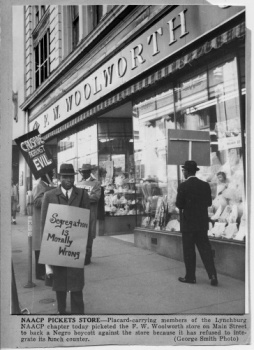 F. W. WOOLWORTH
CRUSADE
AGAINST
EVIL
Segregation
IS
Morally
Wrong
NAACP PICKETS STORE—Placard-carrying members of the Lynchburg
NAACP chapter today picketed the F. W. Woolworth store on Main Street
to back a Negro boycott against the store because it has refused to inte-
grate its lunch counter. (George Smith Photo)